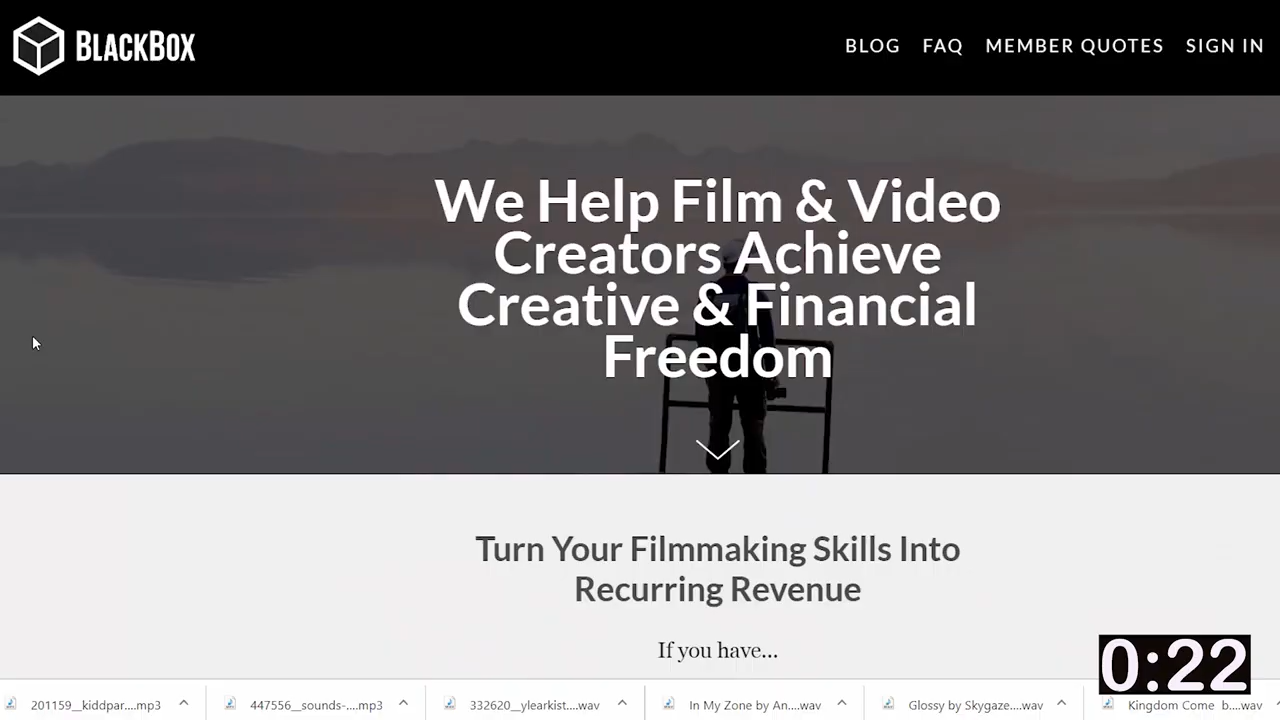 BLACKBOX
BLOG FAQ MEMBER QUOTES SIGN IN
We Help Film & Video
Creators Achieve
Creative & Financial
Freedom
Turn Your Filmmaking Skills Into
Recurring Revenue
If you have...
0:22
201159__kiddpar....mp3 447556__sounds-....mp3 332620__ylearkist....wav In My Zone by An....wav Glossy by Skygaze....wav Kingdom Come b....wav